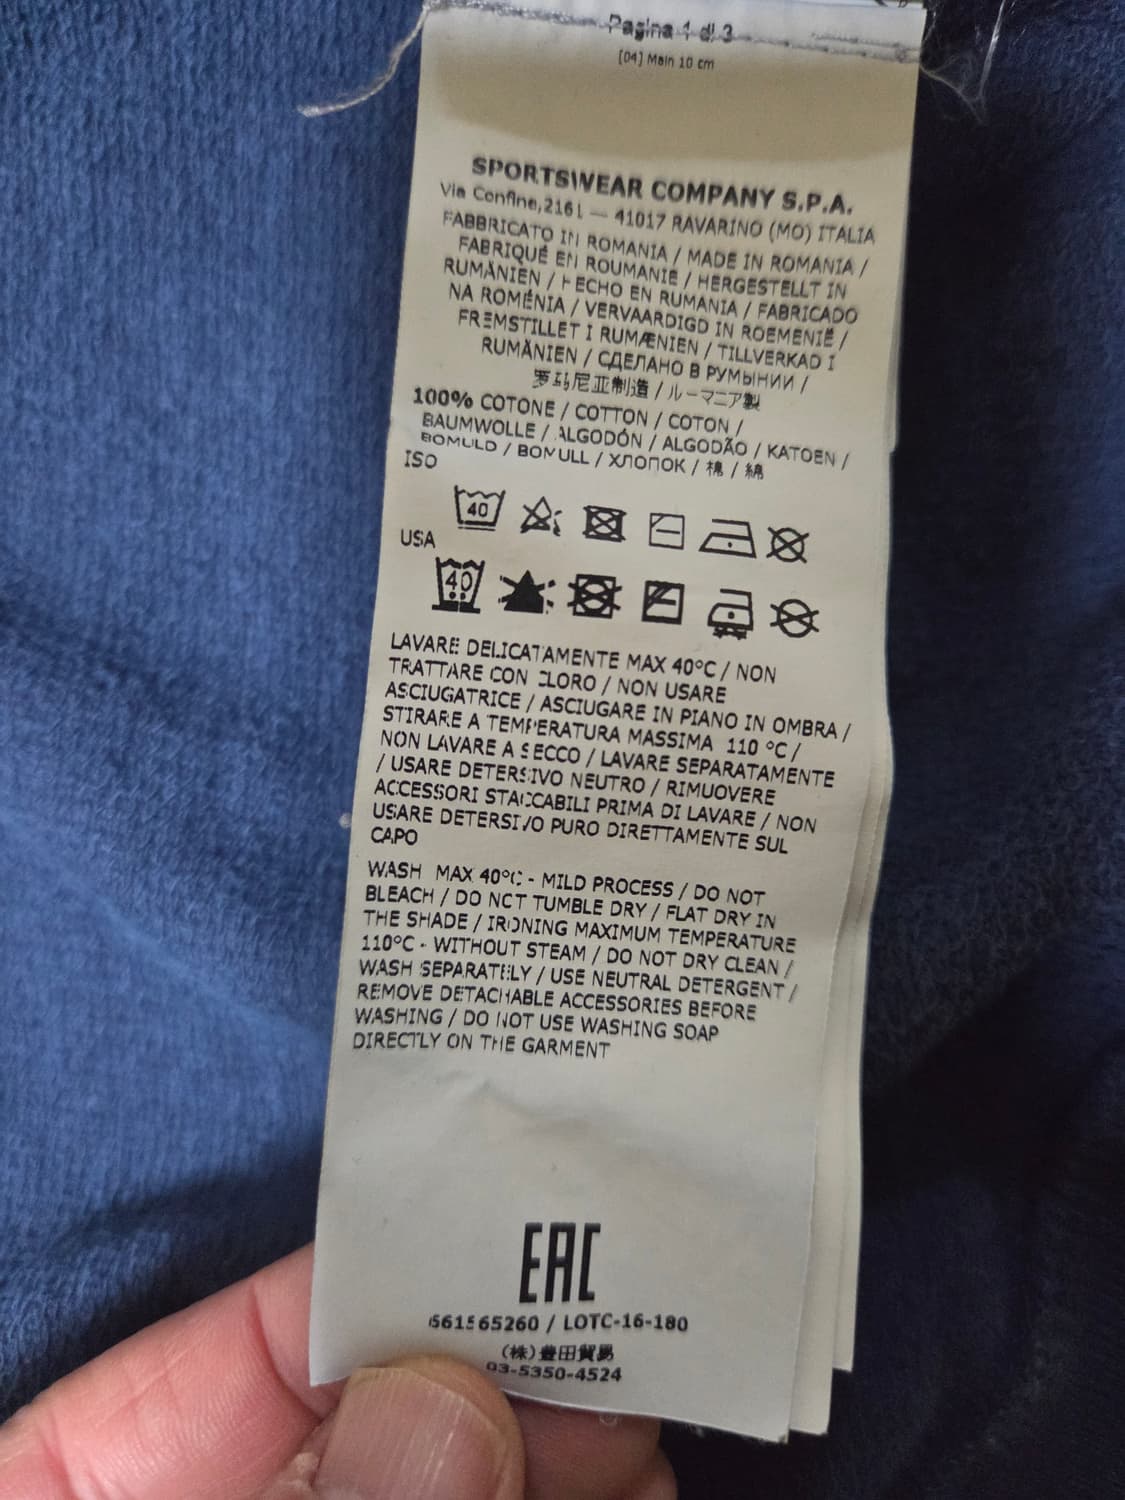 Pagina 1 di 3
[04] Main 10 cm
SPORTSWEAR COMPANY S.P.A.
Via Confine,2161 — 41017 RAVARINO (MO) ITALIA
FABBRICATO IN ROMANIA / MADE IN ROMANIA /
FABRIQUÉ EN ROUMANIE / HERGESTELLT IN
RUMÄNIEN / HECHO EN RUMANIA / FABRICADO
NA ROMÉNIA / VERVAARDIGD IN ROEMENIË /
FREMSTILLET I RUMÆNIEN / TILLVERKAD I
RUMÄNIEN / СДЕЛАНО В РУМЫНИИ /
罗马尼亚制造 / ルーマニア製
100% COTONE / COTTON / COTON /
BAUMWOLLE / ALGODÓN / ALGODÃO / KATOEN /
BOMULD / BOMULL / ХЛОПОК / 棉 / 綿
ISO
40
USA
40
LAVARE DELICATAMENTE MAX 40°C / NON
TRATTARE CON CLORO / NON USARE
ASCIUGATRICE / ASCIUGARE IN PIANO IN OMBRA /
STIRARE A TEMPERATURA MASSIMA 110 °C /
NON LAVARE A SECCO / LAVARE SEPARATAMENTE
/ USARE DETERSIVO NEUTRO / RIMUOVERE
ACCESSORI STACCABILI PRIMA DI LAVARE / NON
USARE DETERSIVO PURO DIRETTAMENTE SUL
CAPO
WASH MAX 40°C - MILD PROCESS / DO NOT
BLEACH / DO NOT TUMBLE DRY / FLAT DRY IN
THE SHADE / IRONING MAXIMUM TEMPERATURE
110°C - WITHOUT STEAM / DO NOT DRY CLEAN /
WASH SEPARATELY / USE NEUTRAL DETERGENT /
REMOVE DETACHABLE ACCESSORIES BEFORE
WASHING / DO NOT USE WASHING SOAP
DIRECTLY ON THE GARMENT
EAC
561565260 / LOTC-16-180
(株)豊田貿易
03-5350-4524